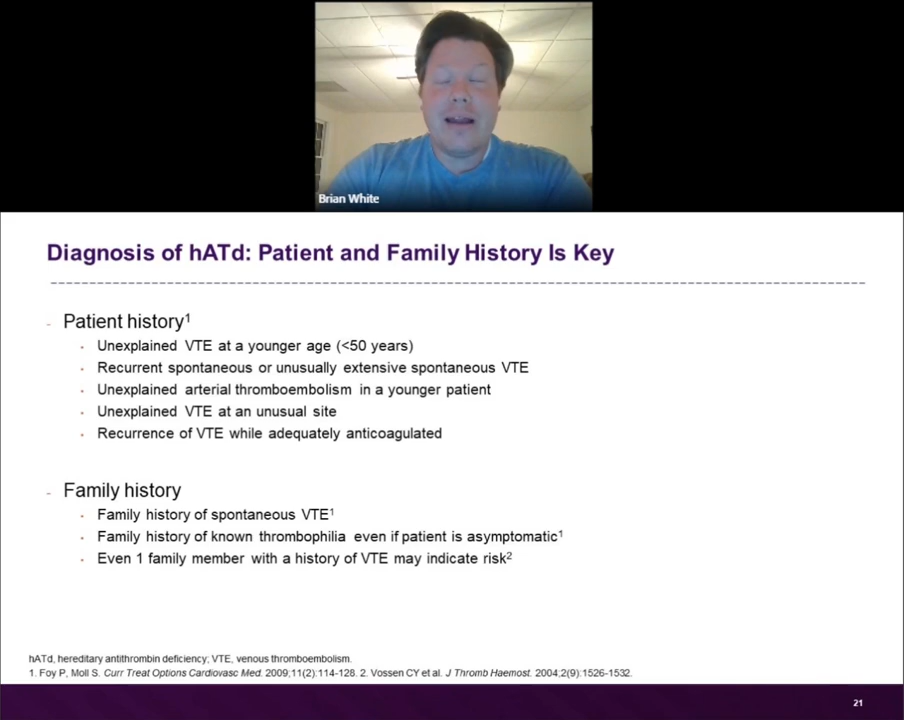 Brian White
Diagnosis of hATd: Patient and Family History Is Key
- Patient history1
• Unexplained VTE at a younger age (<50 years)
• Recurrent spontaneous or unusually extensive spontaneous VTE
• Unexplained arterial thromboembolism in a younger patient
• Unexplained VTE at an unusual site
• Recurrence of VTE while adequately anticoagulated
- Family history
• Family history of spontaneous VTE1
• Family history of known thrombophilia even if patient is asymptomatic1
• Even 1 family member with a history of VTE may indicate risk2
hATd, hereditary antithrombin deficiency; VTE, venous thromboembolism.
1. Foy P, Moll S. Curr Treat Options Cardiovasc Med. 2009;11(2):114-128. 2. Vossen CY et al. J Thromb Haemost. 2004;2(9):1526-1532.
21